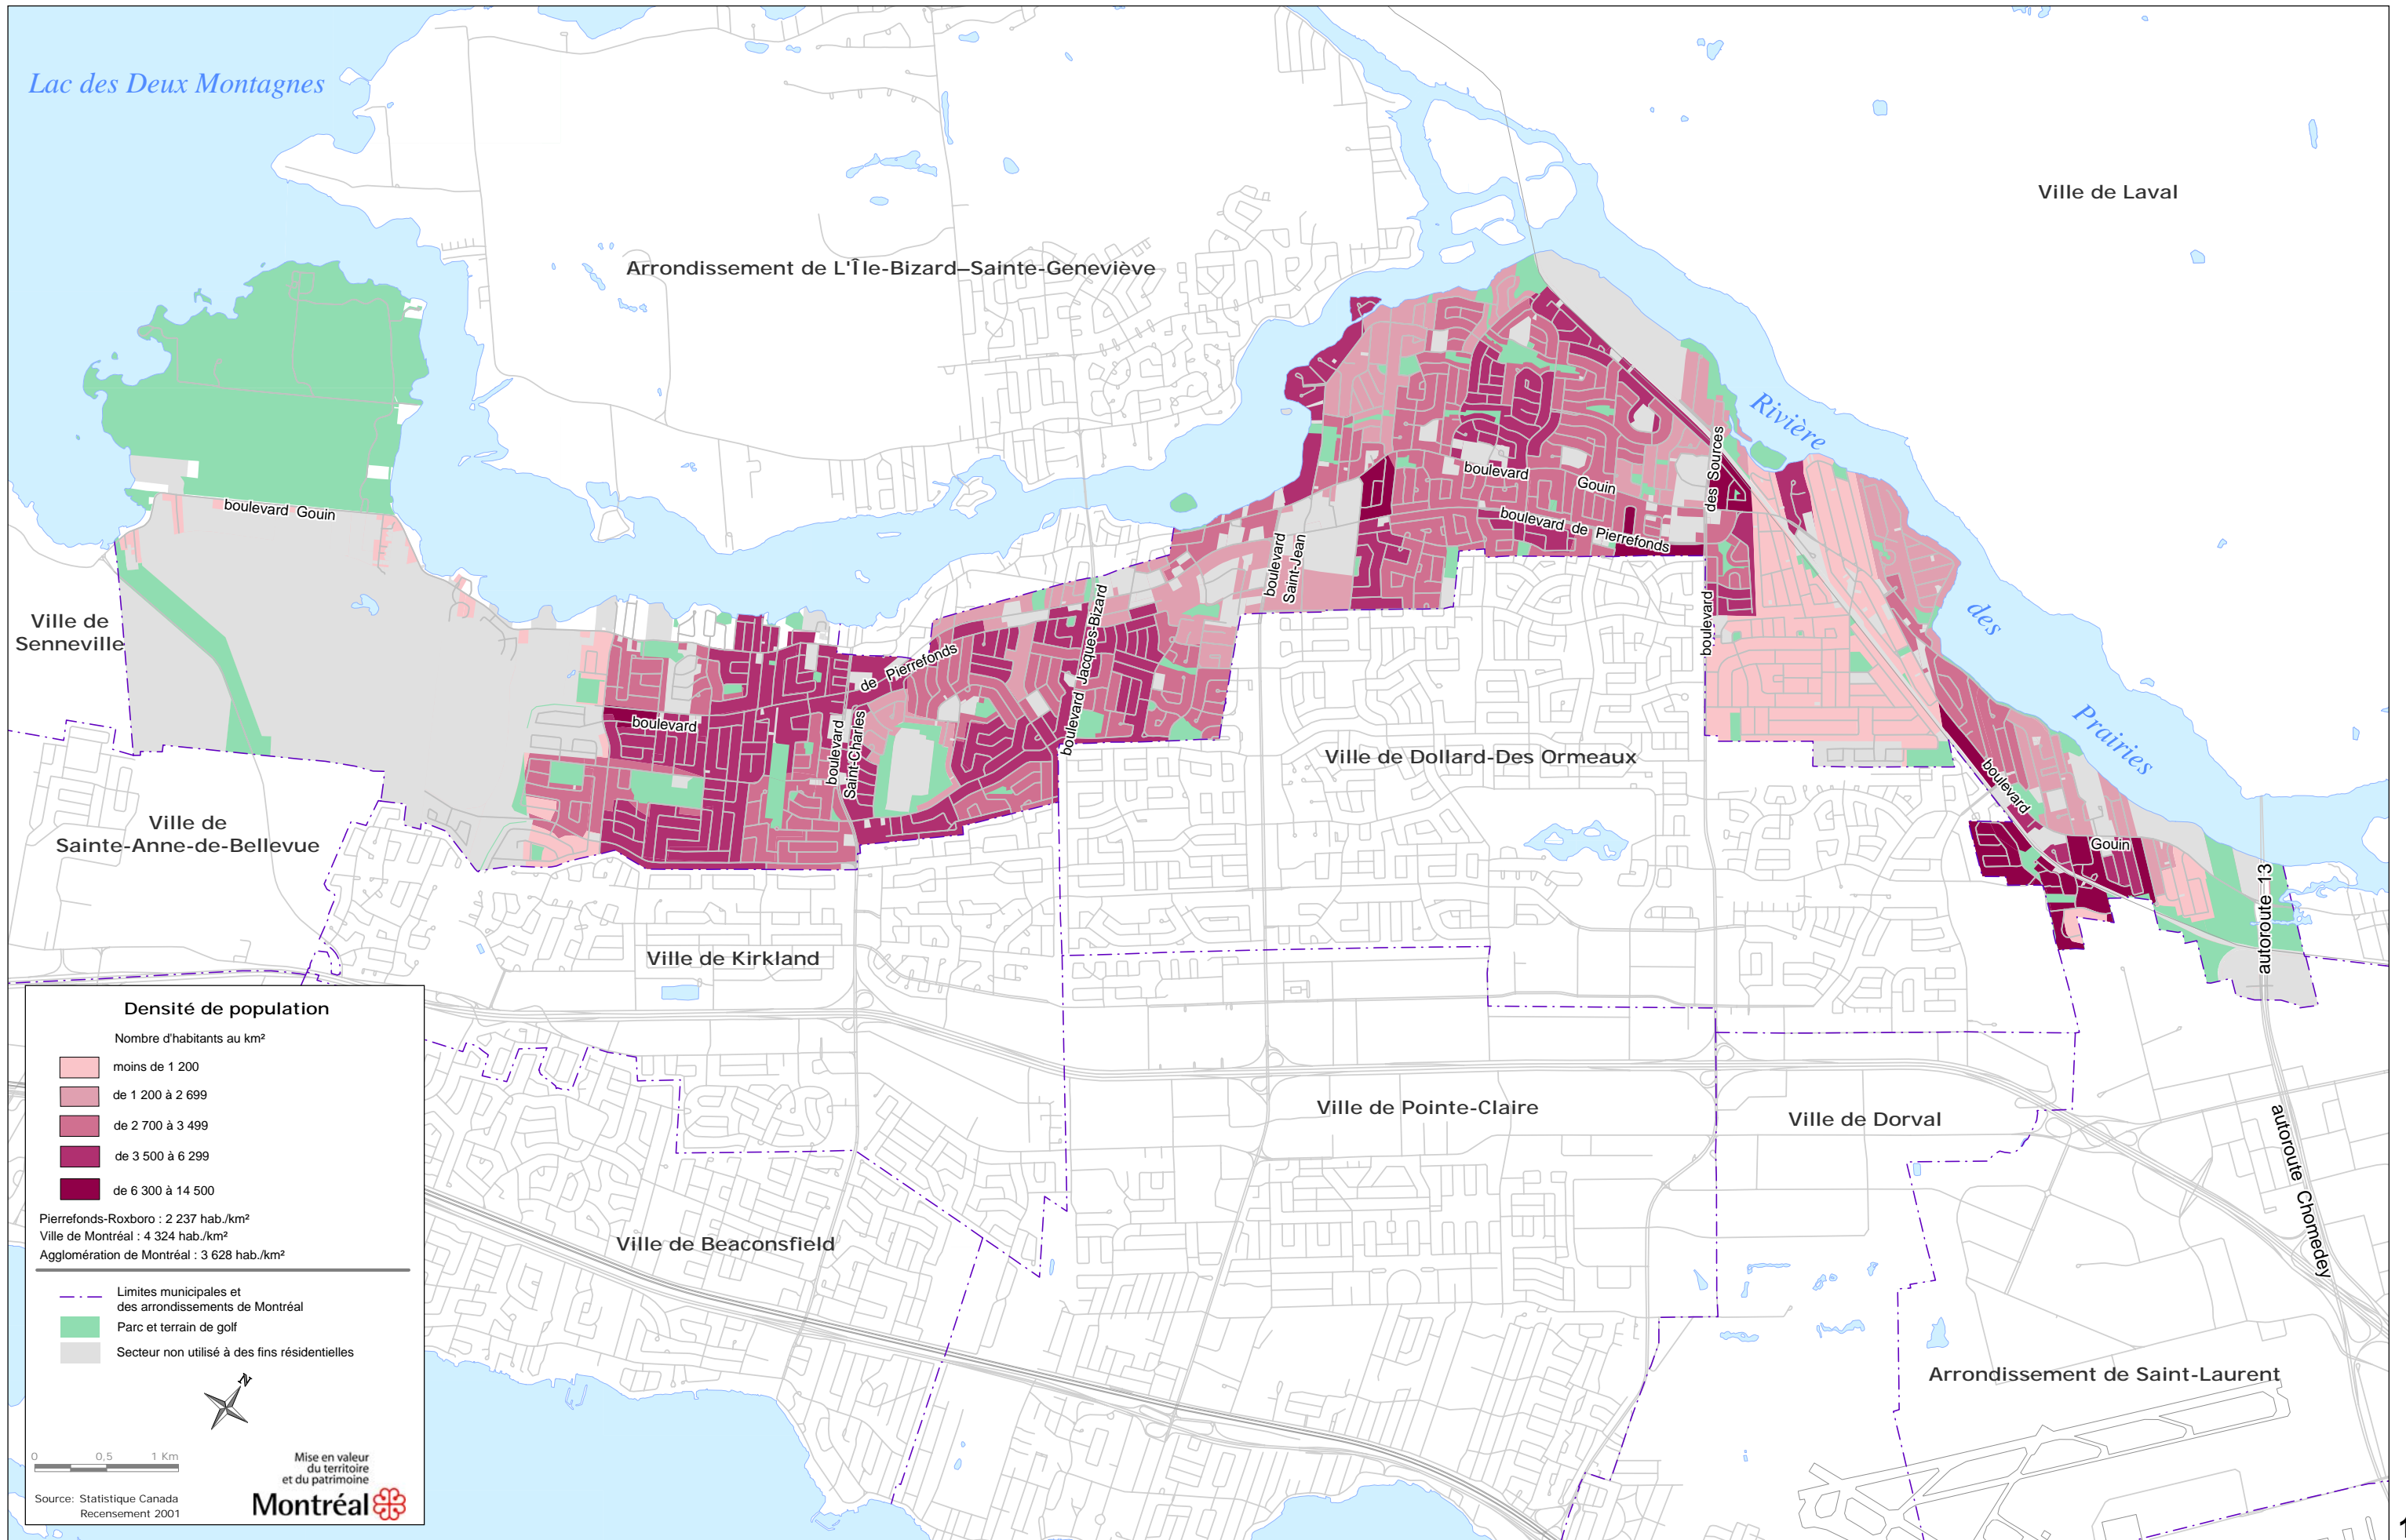 Lac des Deux Montagnes
Ville de Laval
Arrondissement de L'Île-Bizard–Sainte-Geneviève
Rivière
des
Prairies
boulevard Gouin
boulevard
Gouin
boulevard de Pierrefonds
des Sources
boulevard
boulevard
Saint-Jean
boulevard Jacques-Bizard
de Pierrefonds
boulevard
boulevard
Saint-Charles
Ville de
Senneville
Ville de
Sainte-Anne-de-Bellevue
Ville de Dollard-Des Ormeaux
boulevard
Gouin
autoroute 13
Ville de Kirkland
Ville de Pointe-Claire
Ville de Dorval
autoroute Chomedey
Ville de Beaconsfield
Arrondissement de Saint-Laurent
Densité de population
Nombre d'habitants au km²
moins de 1 200
de 1 200 à 2 699
de 2 700 à 3 499
de 3 500 à 6 299
de 6 300 à 14 500
Pierrefonds-Roxboro : 2 237 hab./km²
Ville de Montréal : 4 324 hab./km²
Agglomération de Montréal : 3 628 hab./km²
Limites municipales et
des arrondissements de Montréal
Parc et terrain de golf
Secteur non utilisé à des fins résidentielles
N
0 0,5 1 Km
Mise en valeur
du territoire
et du patrimoine
Montréal
Source: Statistique Canada
Recensement 2001